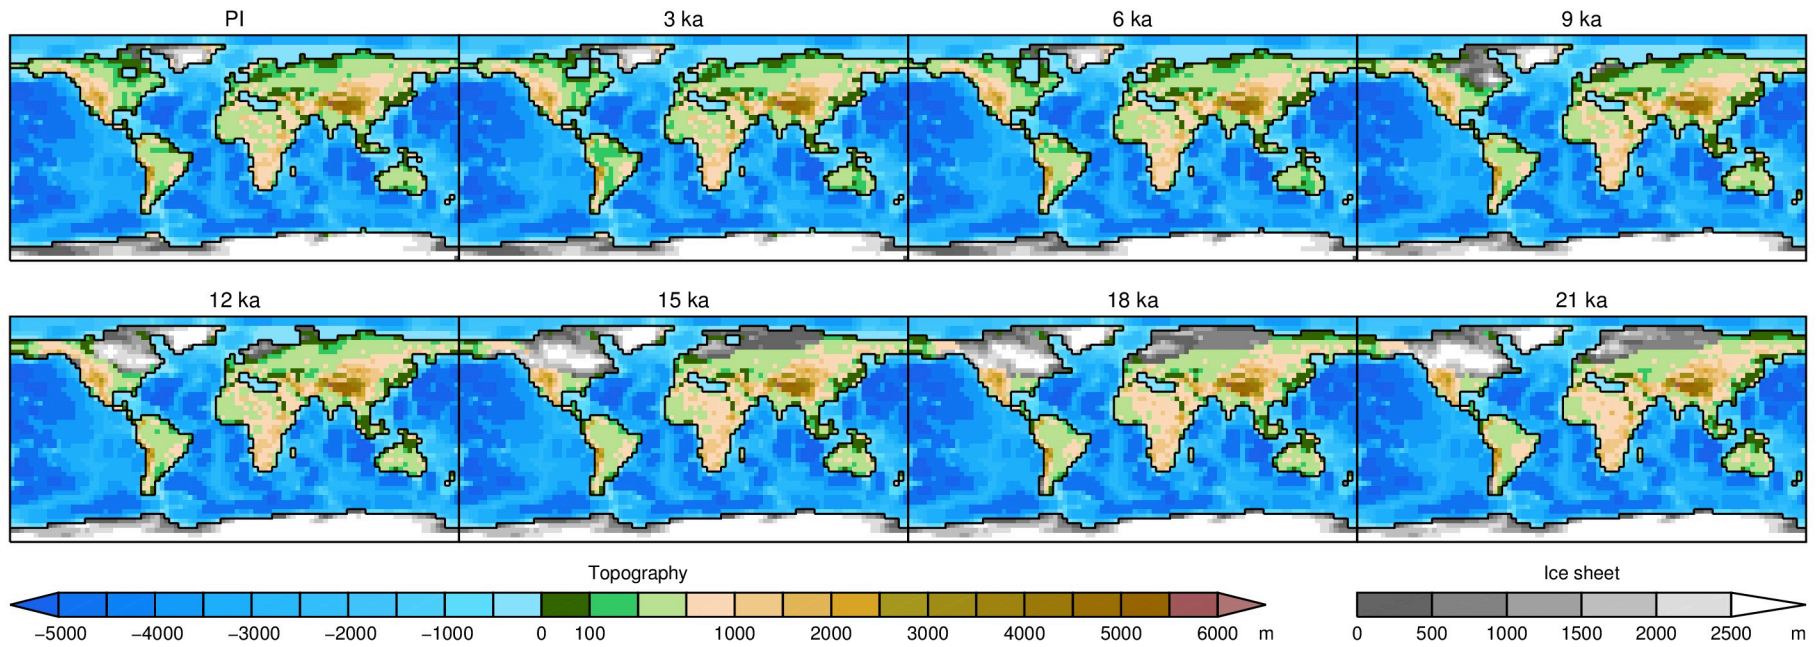 PI 3 ka 6 ka 9 ka
12 ka 15 ka 18 ka 21 ka
Topography Ice sheet
−5000 −4000 −3000 −2000 −1000 0 100 1000 2000 3000 4000 5000 6000 m 0 500 1000 1500 2000 2500 m